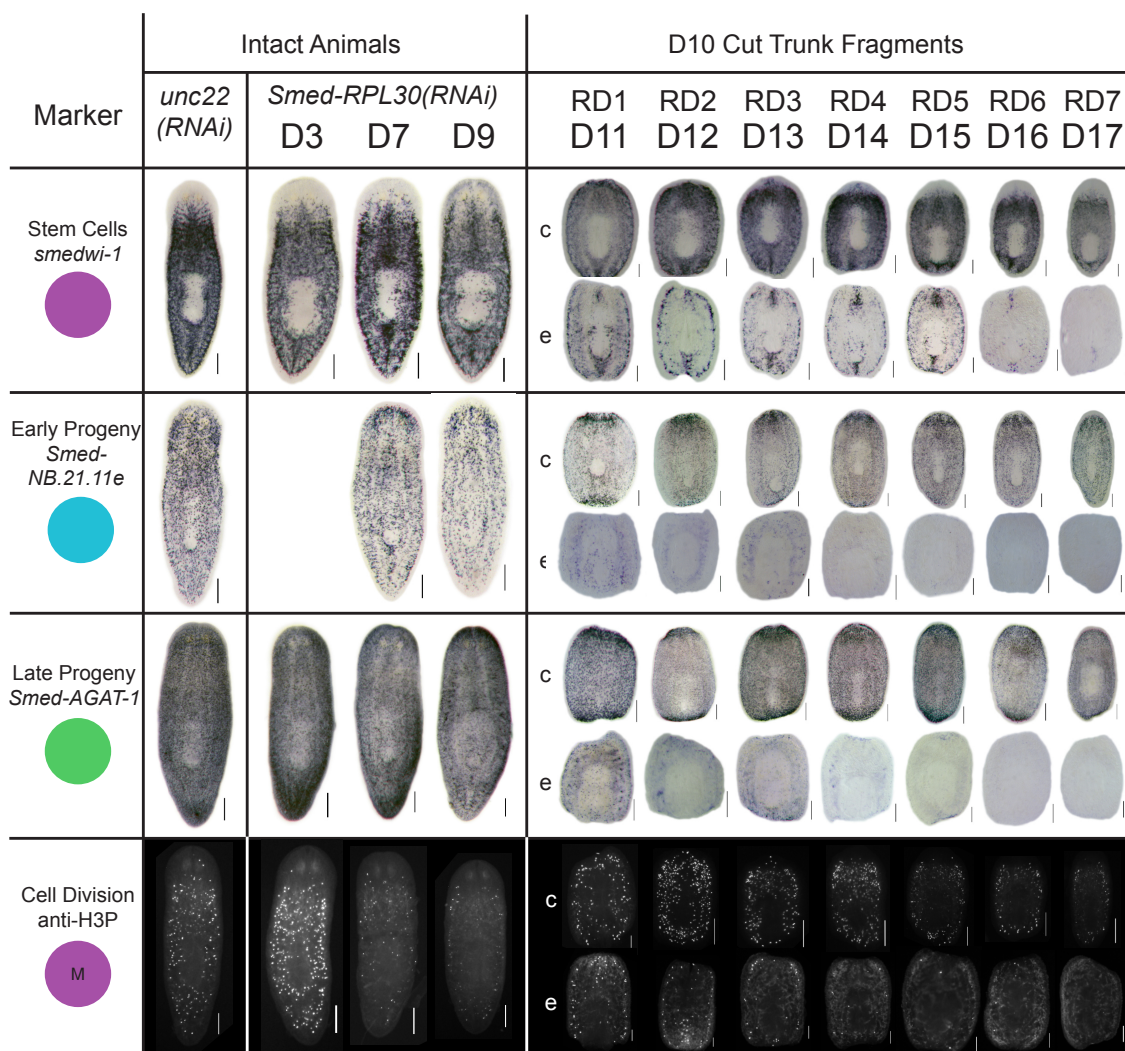 Intact Animals
D10 Cut Trunk Fragments
Marker
unc22
(RNAi)
Smed-RPL30(RNAi)
D3 D7 D9
RD1 RD2 RD3 RD4 RD5 RD6 RD7
D11 D12 D13 D14 D15 D16 D17
Stem Cells
smedwi-1
c
e
Early Progeny
Smed-
NB.21.11e
c
e
Late Progeny
Smed-AGAT-1
c
e
Cell Division
anti-H3P
M
c
e